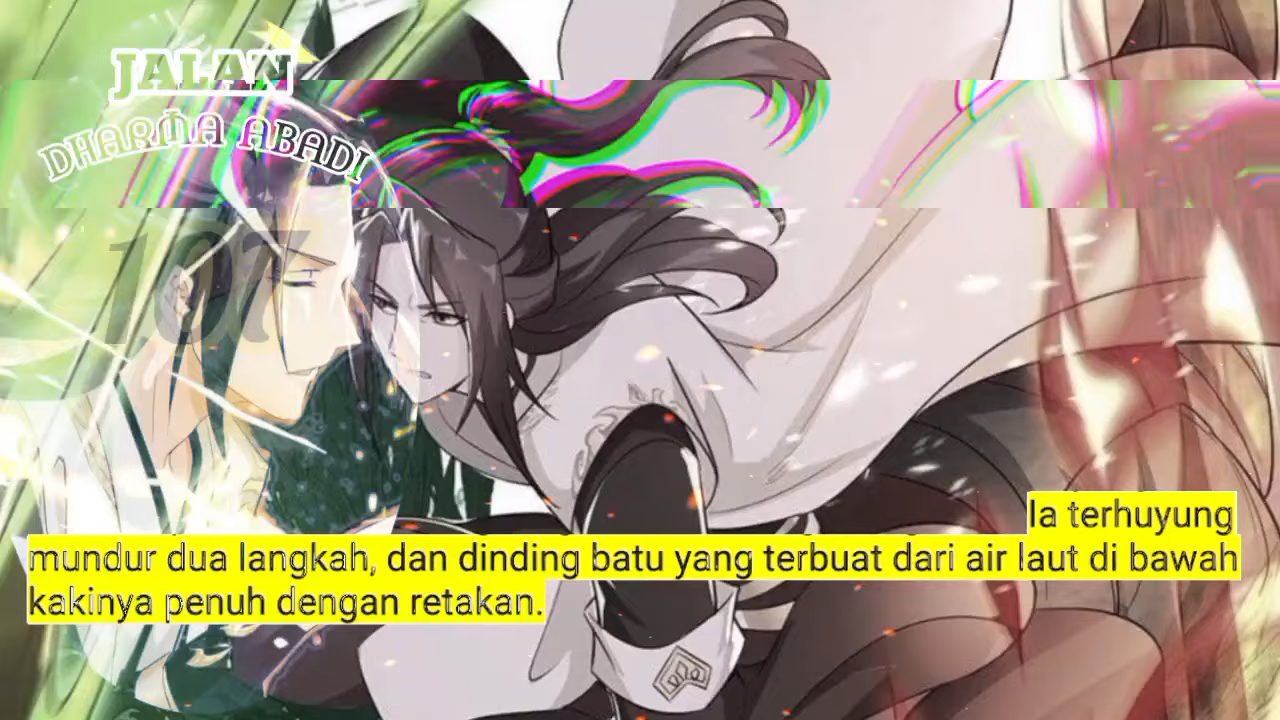 JALAN
DHARMA ABADI
107
Ia terhuyung
mundur dua langkah, dan dinding batu yang terbuat dari air laut di bawah
kakinya penuh dengan retakan.